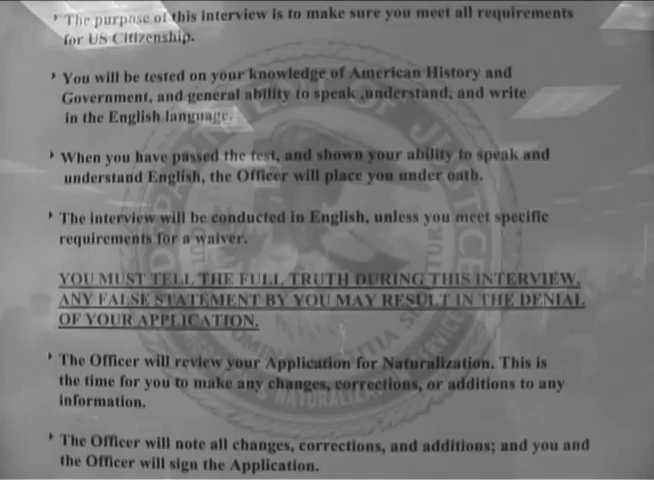 The purpose of this interview is to make sure you meet all requirements
for US Citizenship.
You will be tested on your knowledge of American History and
Government, and general ability to speak ,understand, and write
in the English language.
When you have passed the test, and shown your ability to speak and
understand English, the Officer will place you under oath.
The interview will be conducted in English, unless you meet specific
requirements for a waiver.
YOU MUST TELL THE FULL TRUTH DURING THIS INTERVIEW.
ANY FALSE STATEMENT BY YOU MAY RESULT IN THE DENIAL
OF YOUR APPLICATION.
The Officer will review your Application for Naturalization. This is
the time for you to make any changes, corrections, or additions to any
information.
The Officer will note all changes, corrections, and additions; and you and
the Officer will sign the Application.
OF JUSTICE